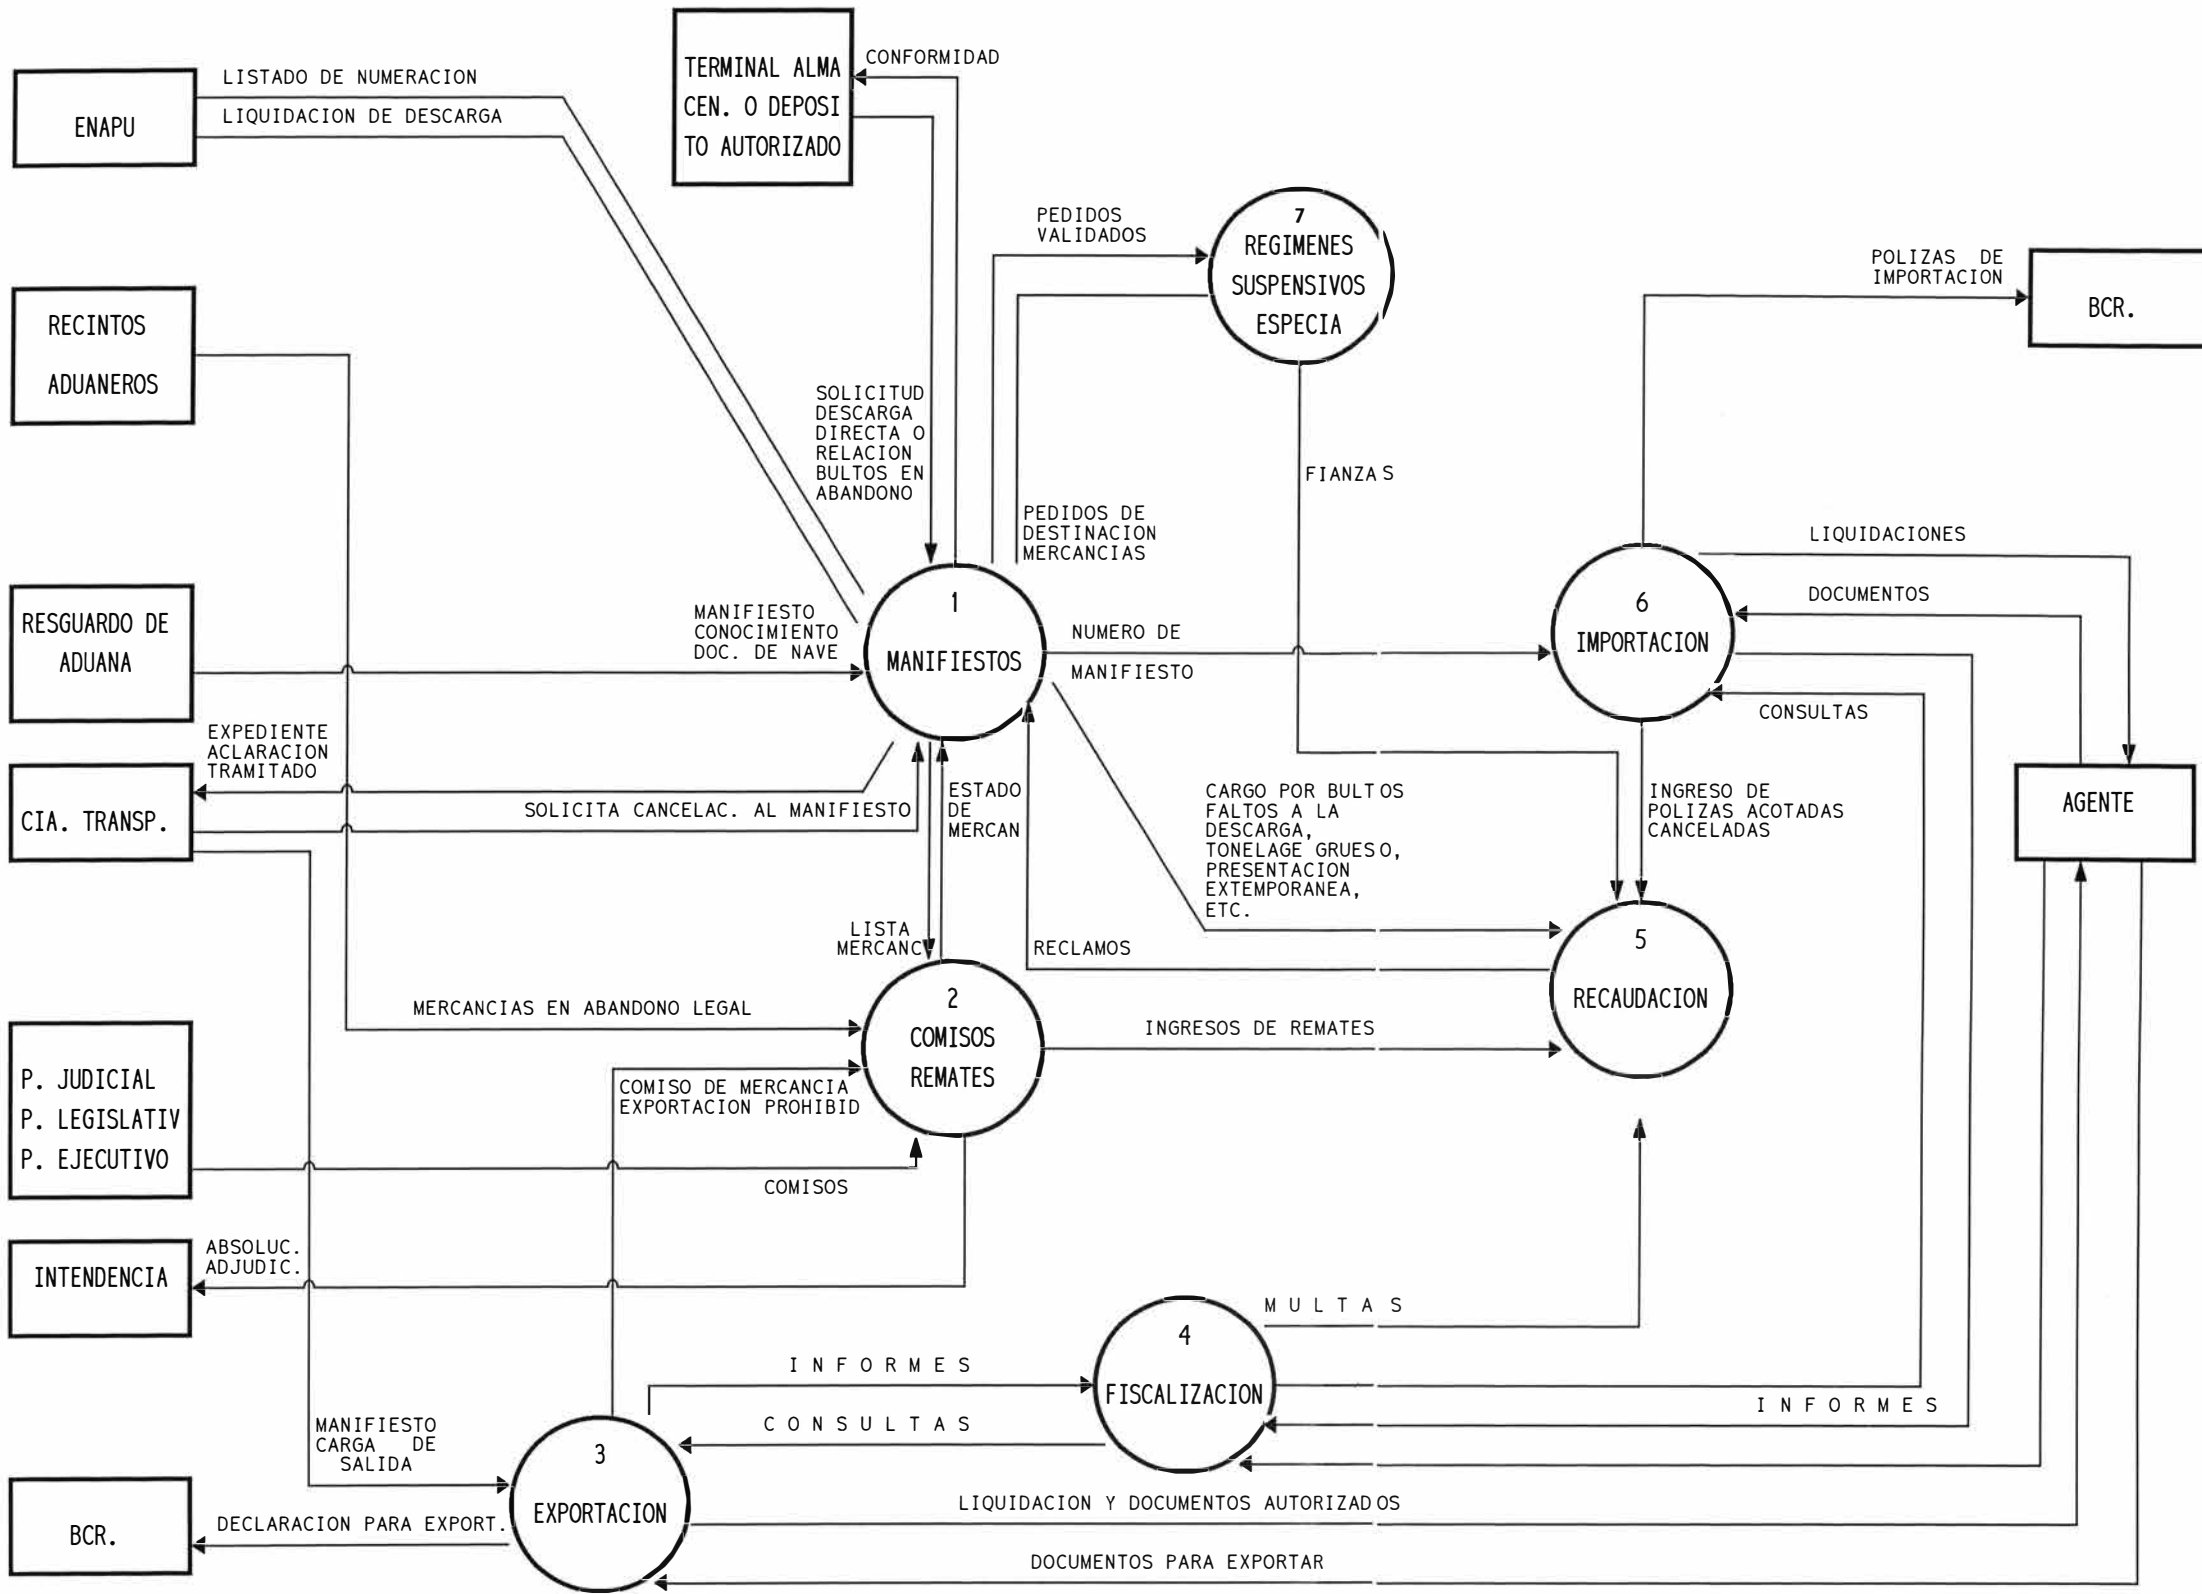 LISTADO DE NUMERACION
LIQUIDACION DE DESCARGA
ENAPU
TERMINAL ALMA
CEN. O DEPOSI
TO AUTORIZADO
CONFORMIDAD
RECINTOS
ADUANEROS
PEDIDOS
VALIDADOS
7
REGIMENES
SUSPENSIVOS
ESPECIA
POLIZAS DE
IMPORTACION
BCR.
SOLICITUD
DESCARGA
DIRECTA O
RELACION
BULTOS EN
ABANDONO
FIANZAS
PEDIDOS DE
DESTINACION
MERCANCIAS
LIQUIDACIONES
DOCUMENTOS
RESGUARDO DE
ADUANA
MANIFIESTO
CONOCIMIENTO
DOC. DE NAVE
1
MANIFIESTOS
NUMERO DE
MANIFIESTO
6
IMPORTACION
CONSULTAS
EXPEDIENTE
ACLARACION
TRAMITADO
CIA. TRANSP.
SOLICITA CANCELAC. AL MANIFIESTO
ESTADO
DE
MERCAN
CARGO POR BULTOS
FALTOS A LA
DESCARGA,
TONELAGE GRUESO,
PRESENTACION
EXTEMPORANEA,
ETC.
INGRESO DE
POLIZAS ACOTADAS
CANCELADAS
AGENTE
LISTA
MERCANC
RECLAMOS
5
RECAUDACION
MERCANCIAS EN ABANDONO LEGAL
2
COMISOS
REMATES
INGRESOS DE REMATES
P. JUDICIAL
P. LEGISLATIV
P. EJECUTIVO
COMISO DE MERCANCIA
EXPORTACION PROHIBID
COMISOS
INTENDENCIA
ABSOLUC.
ADJUDIC.
MULTAS
4
FISCALIZACION
INFORMES
CONSULTAS
INFORMES
MANIFIESTO
CARGA DE
SALIDA
3
EXPORTACION
BCR.
DECLARACION PARA EXPORT.
LIQUIDACION Y DOCUMENTOS AUTORIZADOS
DOCUMENTOS PARA EXPORTAR